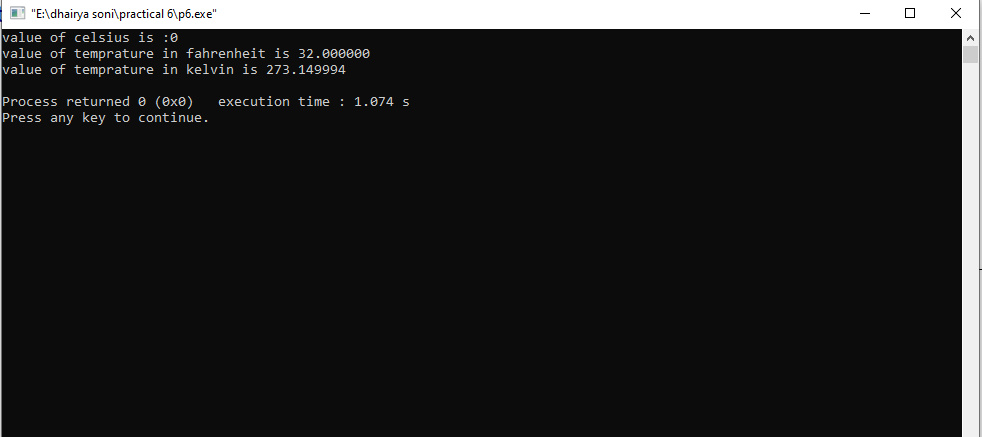 "E:\dhairya soni\practical 6\p6.exe"
value of celsius is :0
value of temprature in fahrenheit is 32.000000
value of temprature in kelvin is 273.149994
Process returned 0 (0x0)   execution time : 1.074 s
Press any key to continue.